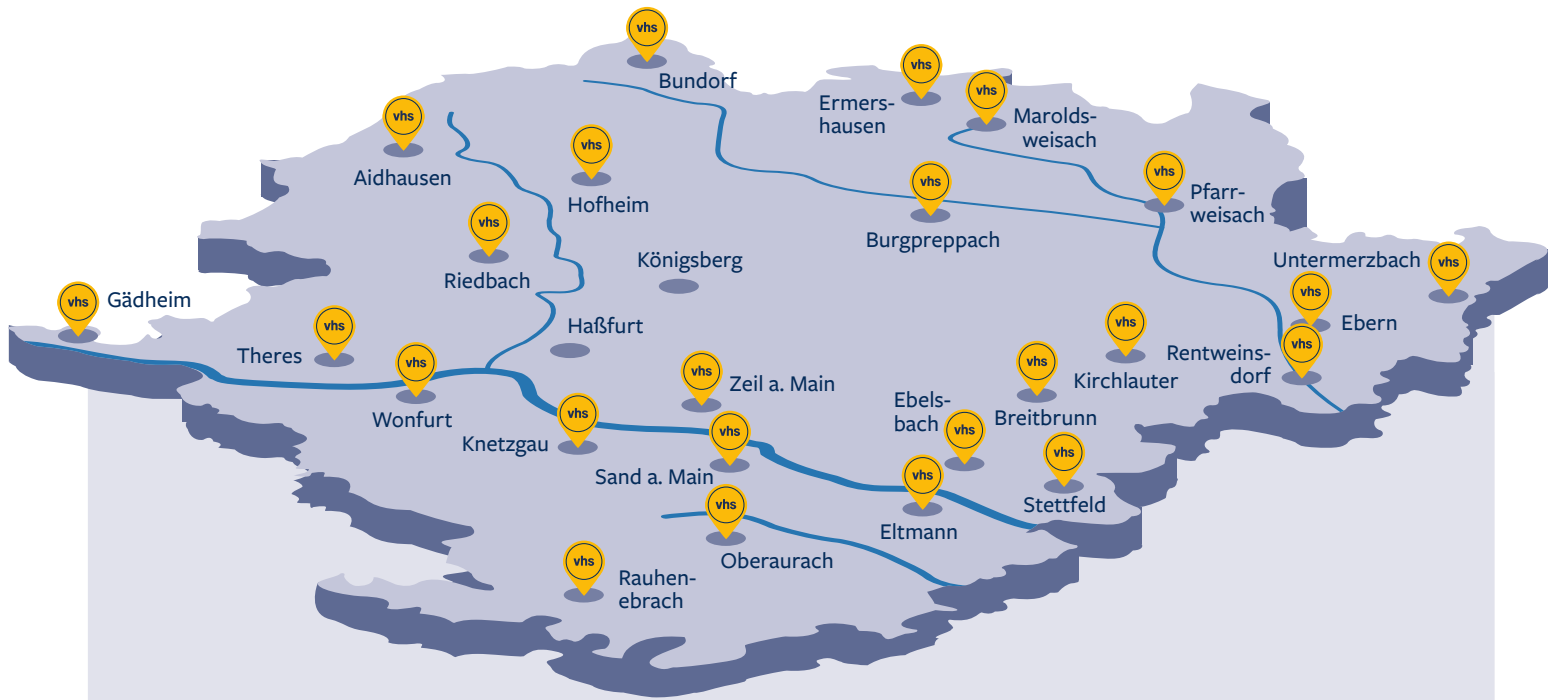 vhs
Bundorf
vhs
Ermers-
hausen
vhs
Marolds-
weisach
vhs
Aidhausen
vhs
Hofheim
vhs
Pfarr-
weisach
vhs
Burgpreppach
vhs
Riedbach
Königsberg
vhs
Untermerzbach
vhs
Gädheim
vhs
Ebern
Haßfurt
vhs
Theres
vhs
Kirchlauter
vhs
Rentweins-
dorf
vhs
Wonfurt
vhs
Zeil a. Main
vhs
Breitbrunn
vhs
Knetzgau
vhs
Ebels-
bach
vhs
Sand a. Main
vhs
Stettfeld
vhs
Eltmann
vhs
Oberaurach
vhs
Rauhen-
ebrach